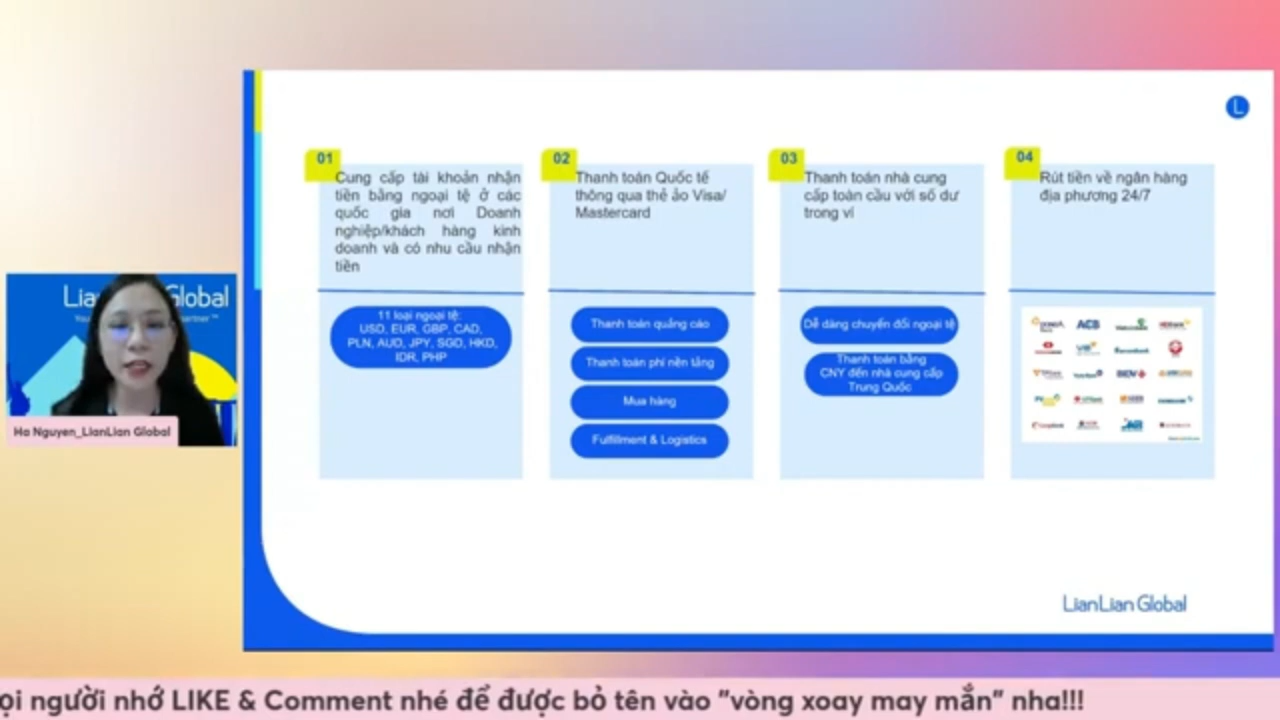 L
01
Cung cấp tài khoản nhận
tiền bằng ngoại tệ ở các
quốc gia nơi Doanh
nghiệp/khách hàng kinh
doanh và có nhu cầu nhận
tiền
11 loại ngoại tệ:
USD, EUR, GBP, CAD,
PLN, AUD, JPY, SGD, HKD,
IDR, PHP
02
Thanh toán Quốc tế
thông qua thẻ ảo Visa/
Mastercard
Thanh toán quảng cáo
Thanh toán phí nền tảng
Mua hàng
Fulfillment & Logistics
03
Thanh toán nhà cung
cấp toàn cầu với số dư
trong ví
Dễ dàng chuyển đổi ngoại tệ
Thanh toán bằng
CNY đến nhà cung cấp
Trung Quốc
04
Rút tiền về ngân hàng
địa phương 24/7
ACB
BIDV
Global
Ha Nguyen_LianLian Global
LianLian Global
ọi người nhớ LIKE & Comment nhé để được bỏ tên vào "vòng xoay may mắn" nha!!!